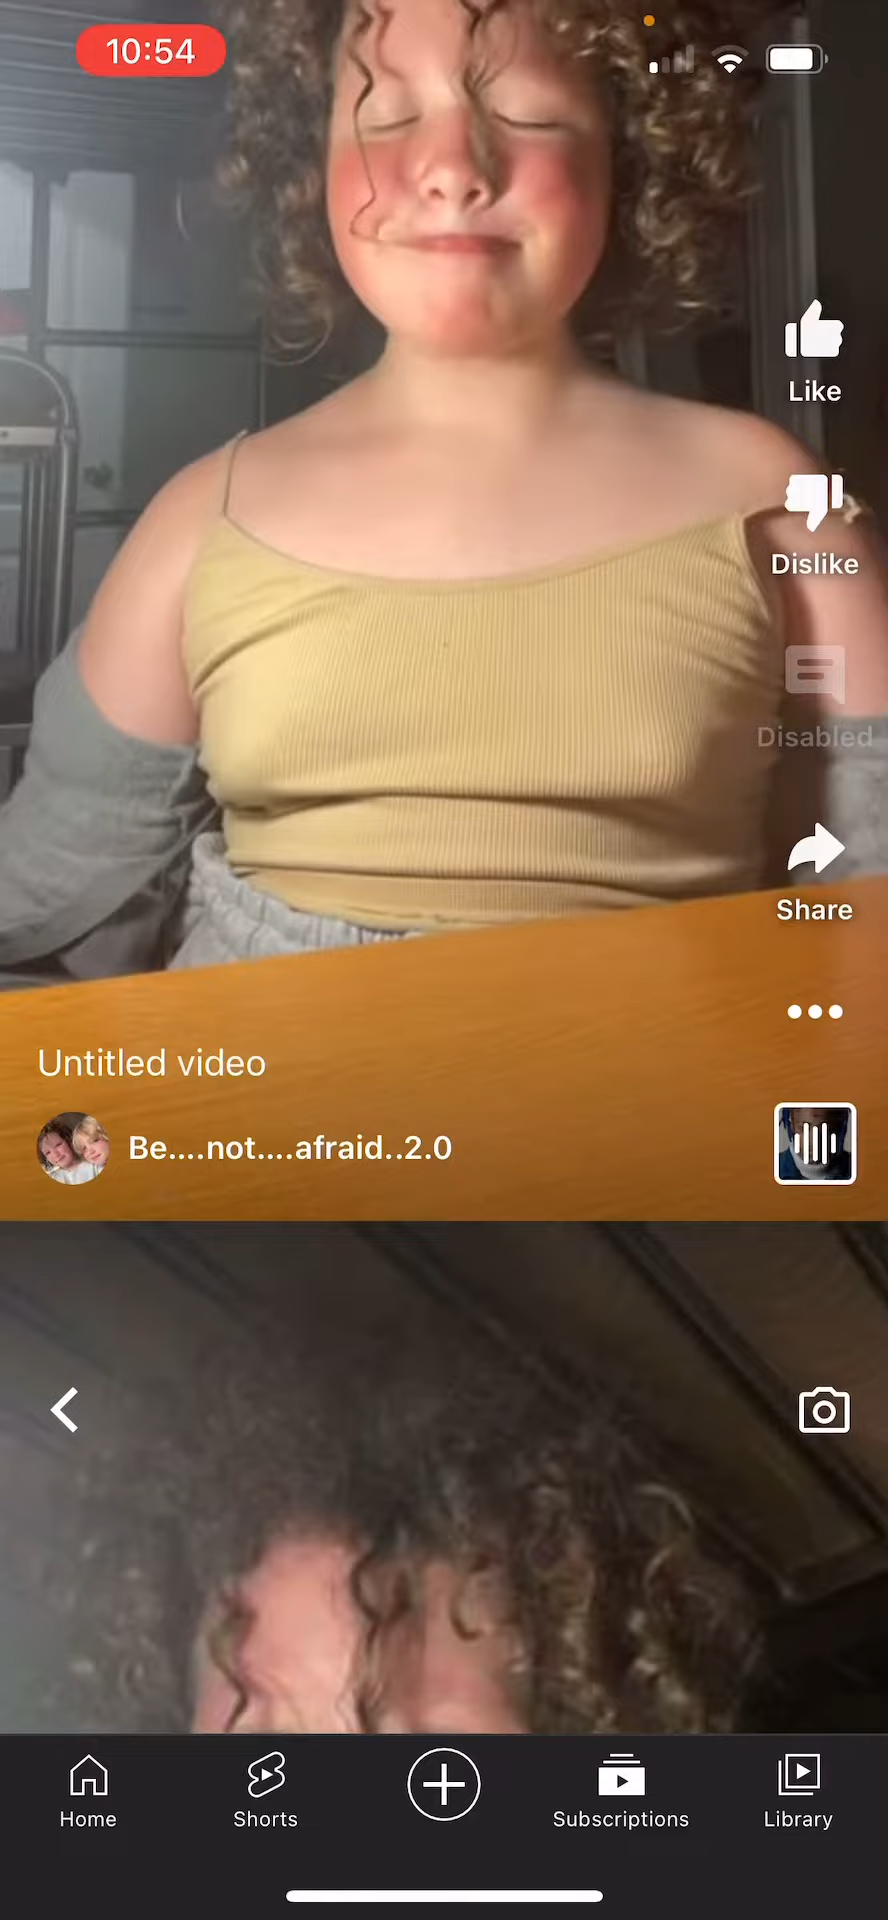 10:54
Like
Dislike
Disabled
Share
Untitled video
Be....not....afraid..2.0
Home
Shorts
Subscriptions
Library